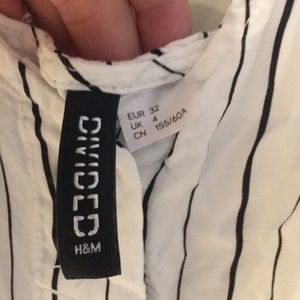 DIVIDED
H&M
EUR 32
UK 4
CN 155/60A